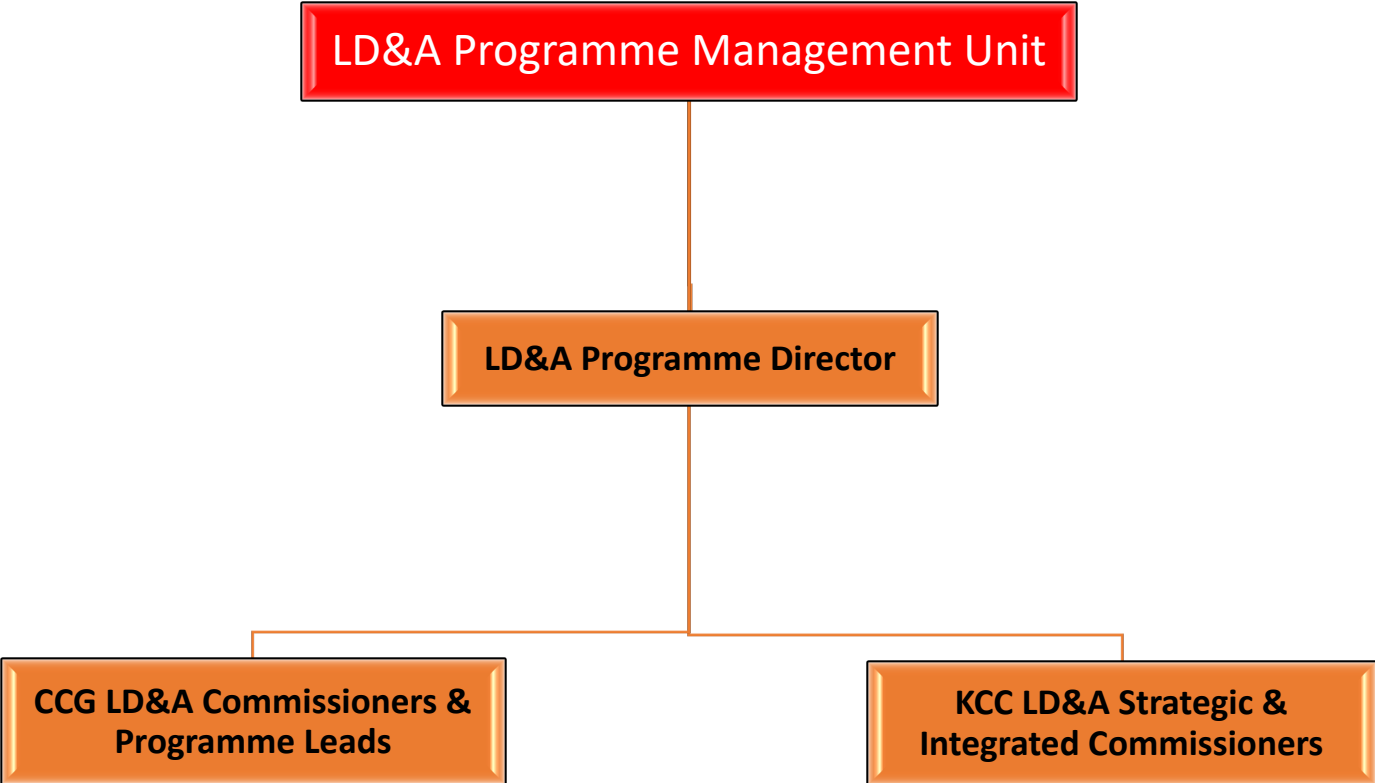 LD&A Programme Management Unit
LD&A Programme Director
CCG LD&A Commissioners &
Programme Leads
KCC LD&A Strategic &
Integrated Commissioners